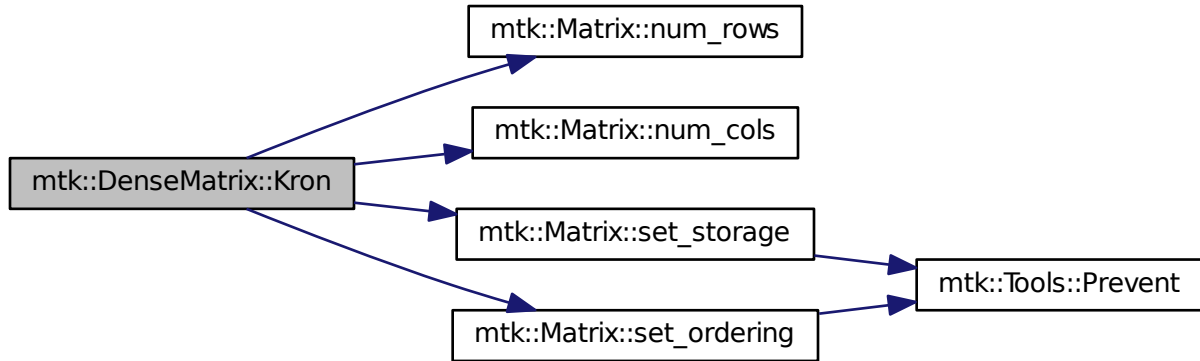 mtk::Matrix::num_rows
mtk::Matrix::num_cols
mtk::DenseMatrix::Kron
mtk::Matrix::set_storage
mtk::Tools::Prevent
mtk::Matrix::set_ordering